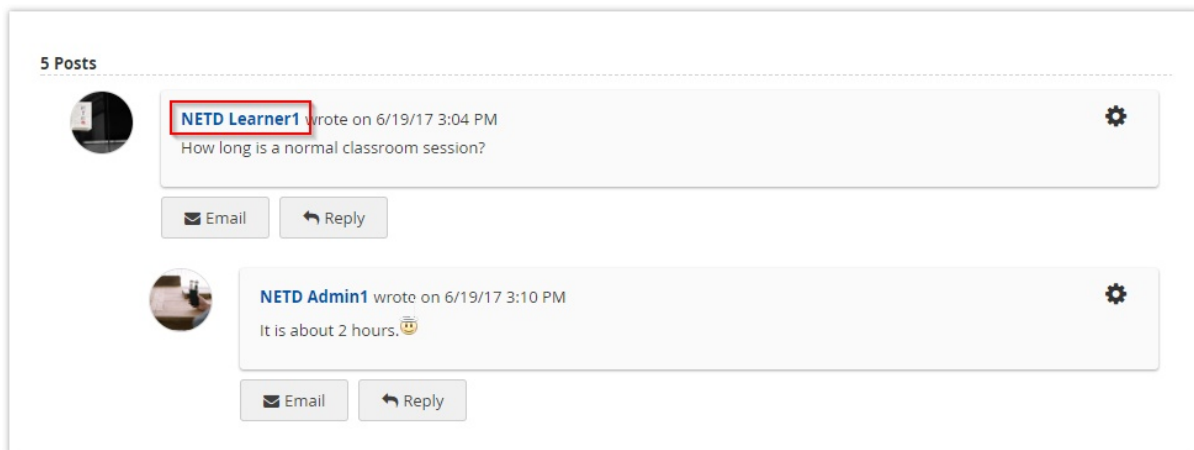 5 Posts
NETD Learner1 wrote on 6/19/17 3:04 PM
How long is a normal classroom session?
Email
Reply
NETD Admin1 wrote on 6/19/17 3:10 PM
It is about 2 hours.
Email
Reply